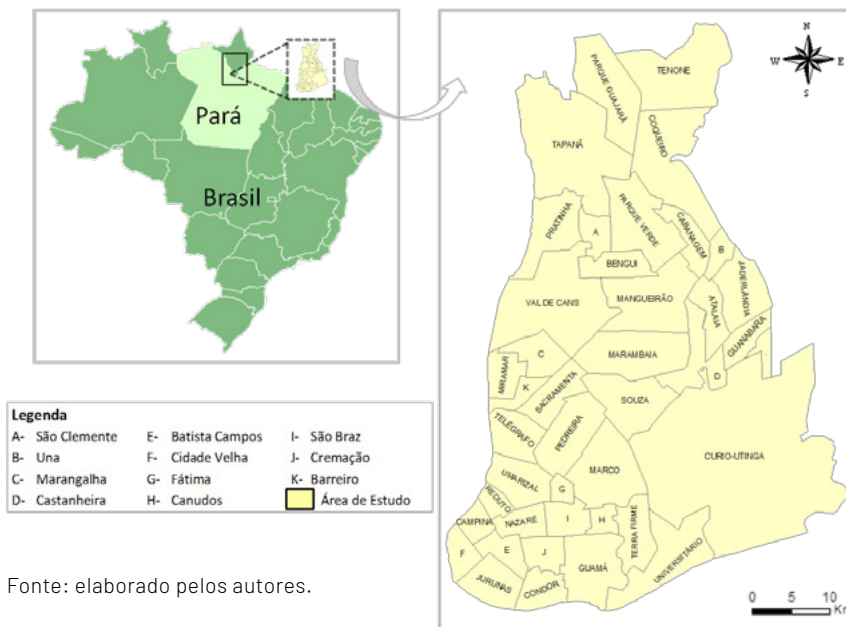 Pará
Brasil
N
W
E
S
TENONE
PARQUE GUAJARÁ
COQUEIRO
TAPANÃ
PRATINHA
A
PARQUE VERDE
CABANAGEM
B
BENGUI
JADERLÂNDIA
VAL DE CANS
MANGUEIRÃO
ATALAIA
GUANABARA
C
MARAMBAIA
MIRAMAR
K
SACRAMENTA
D
SOUZA
TELÉGRAFO
PEDREIRA
CURIO-UTINGA
MARCO
UMARIZAL
G
REDUTO
CAMPINA
NAZARÉ
I
H
TERRA FIRME
F
E
J
GUAMÁ
UNIVERSITÁRIO
JURUNAS
CONDOR
0 5 10
Km
Legenda
A- São Clemente E- Batista Campos I- São Braz
B- Una F- Cidade Velha J- Cremação
C- Marangalha G- Fátima K- Barreiro
D- Castanheira H- Canudos Área de Estudo
Fonte: elaborado pelos autores.